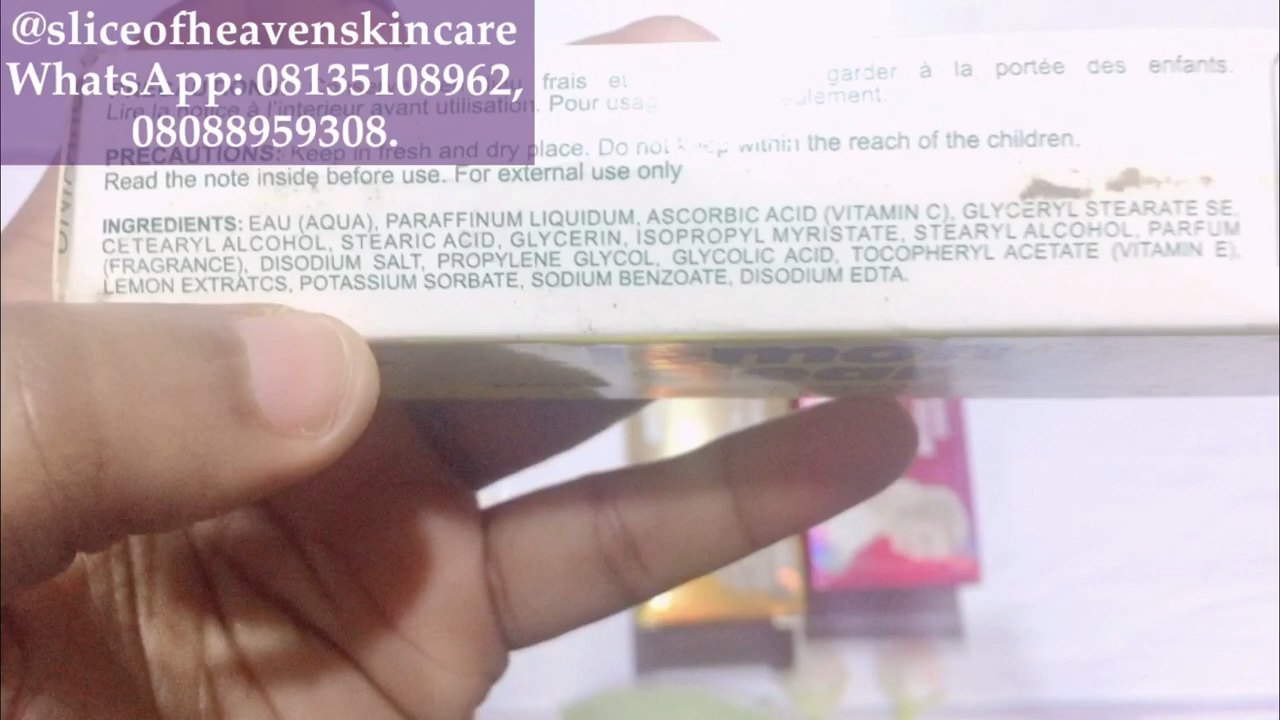 @sliceofheavenskincare
WhatsApp: 08135108962,
08088959308.
frais et garder à la portée des enfants.
Lire la notice à l'interieur avant utilisation. Pour
PRECAUTIONS: Keep in fresh and dry place. Do not keep within the reach of the children.
Read the note inside before use. For external use only
INGREDIENTS: EAU (AQUA), PARAFFINUM LIQUIDUM, ASCORBIC ACID (VITAMIN C), GLYCERYL STEARATE SE,
CETEARYL ALCOHOL, STEARIC ACID, GLYCERIN, ISOPROPYL MYRISTATE, STEARYL ALCOHOL, PARFUM
(FRAGRANCE), DISODIUM SALT, PROPYLENE GLYCOL, GLYCOLIC ACID, TOCOPHERYL ACETATE (VITAMIN E),
LEMON EXTRATCS, POTASSIUM SORBATE, SODIUM BENZOATE, DISODIUM EDTA.